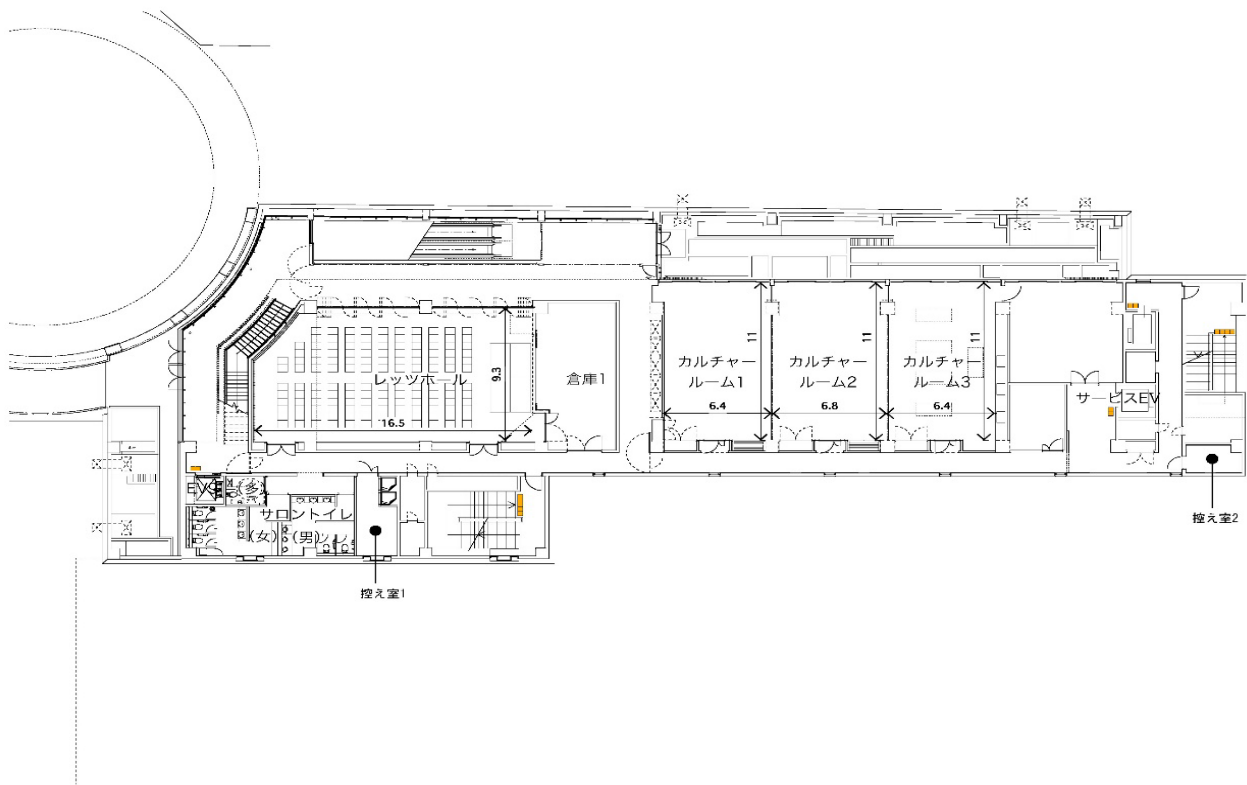 レッツホール
9.3
16.5
倉庫1
カルチャー
ルーム1
11
6.4
カルチャー
ルーム2
11
6.8
カルチャ
ルーム3
11
6.4
サービスEV
EV
(多)
サロントイレ
(女)
(男)
控え室1
控え室2